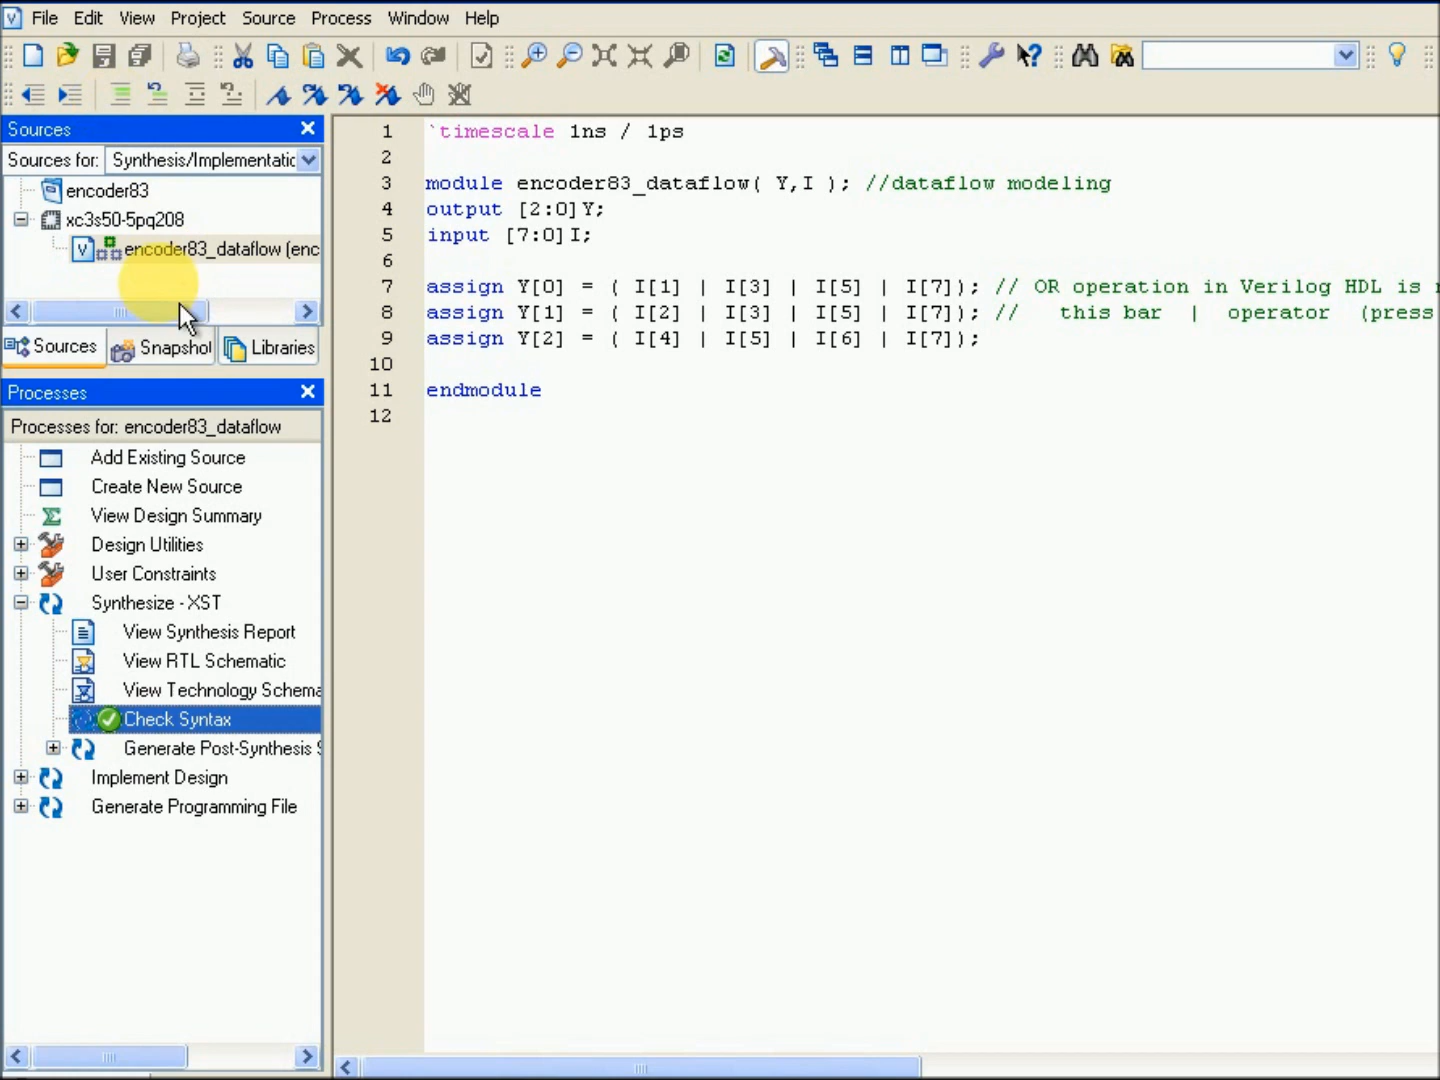 File Edit View Project Source Process Window Help
Sources
Sources for: Synthesis/Implementatic
encoder83
xc3s50-5pq208
encoder83_dataflow (enc
Sources Snapshot Libraries
Processes
Processes for: encoder83_dataflow
Add Existing Source
Create New Source
View Design Summary
Design Utilities
User Constraints
Synthesize - XST
View Synthesis Report
View RTL Schematic
View Technology Schema
Check Syntax
Generate Post-Synthesis S
Implement Design
Generate Programming File
1 `timescale 1ns / 1ps
2
3 module encoder83_dataflow( Y,I ); //dataflow modeling
4 output [2:0]Y;
5 input [7:0]I;
6
7 assign Y[0] = ( I[1] | I[3] | I[5] | I[7]); // OR operation in Verilog HDL is
8 assign Y[1] = ( I[2] | I[3] | I[5] | I[7]); // this bar | operator (press
9 assign Y[2] = ( I[4] | I[5] | I[6] | I[7]);
10
11 endmodule
12